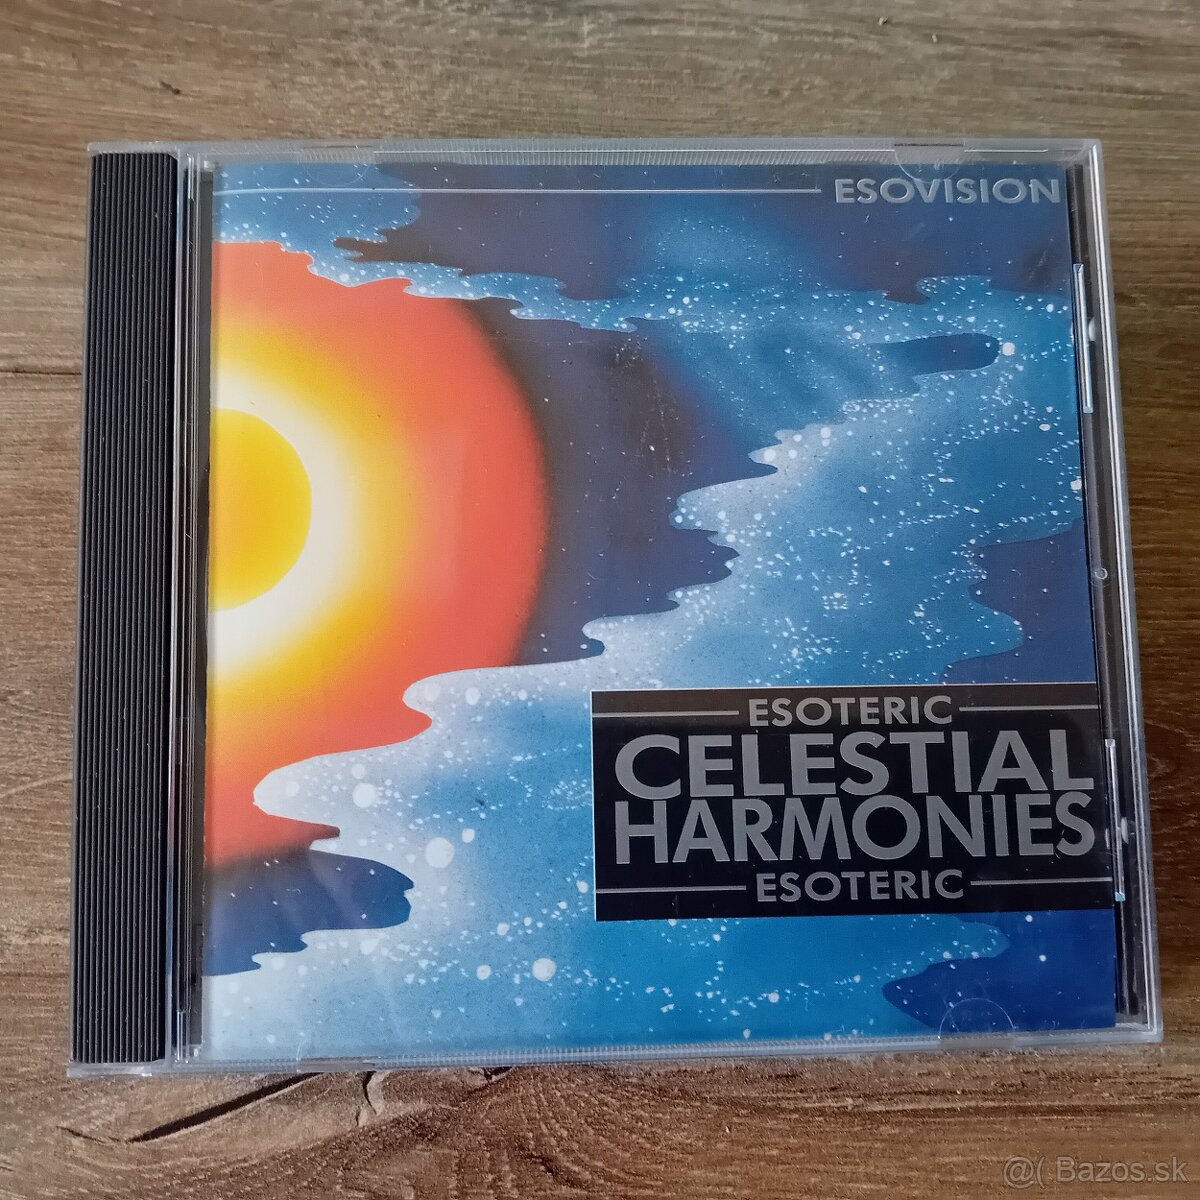 ESOVISION
ESOTERIC
CELESTIAL
HARMONIES
ESOTERIC
@( Bazos.sk